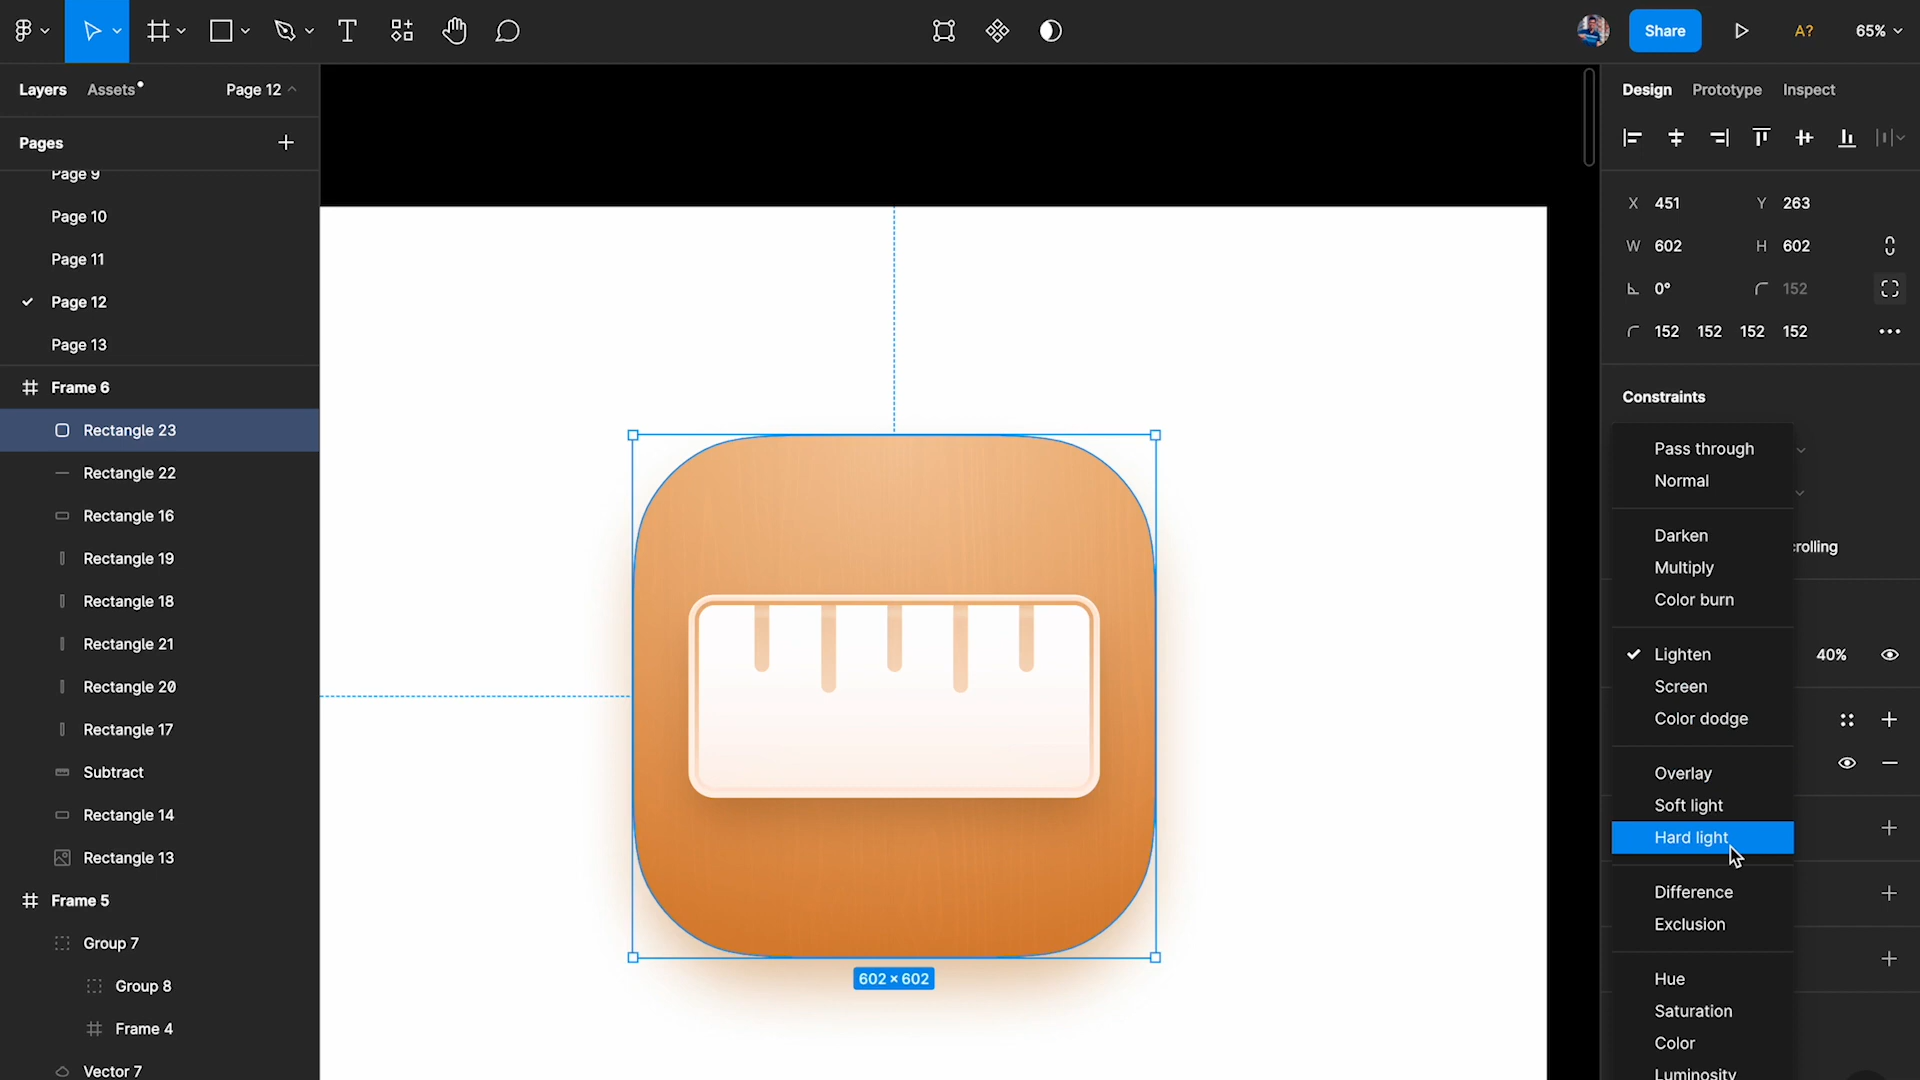 Share
A?
65%
Layers
Assets
Page 12
Design
Prototype
Inspect
Pages
Page 9
Page 10
Page 11
Page 12
Page 13
Frame 6
Rectangle 23
Rectangle 22
Rectangle 16
Rectangle 19
Rectangle 18
Rectangle 21
Rectangle 20
Rectangle 17
Subtract
Rectangle 14
Rectangle 13
Frame 5
Group 7
Group 8
Frame 4
Vector 7
602 × 602
X 451 Y 263
W 602 H 602
0° 152
152 152 152 152
Constraints
Pass through
Normal
Darken
crolling
Multiply
Color burn
Lighten 40%
Screen
Color dodge
Overlay
Soft light
Hard light
Difference
Exclusion
Hue
Saturation
Color
Luminosity